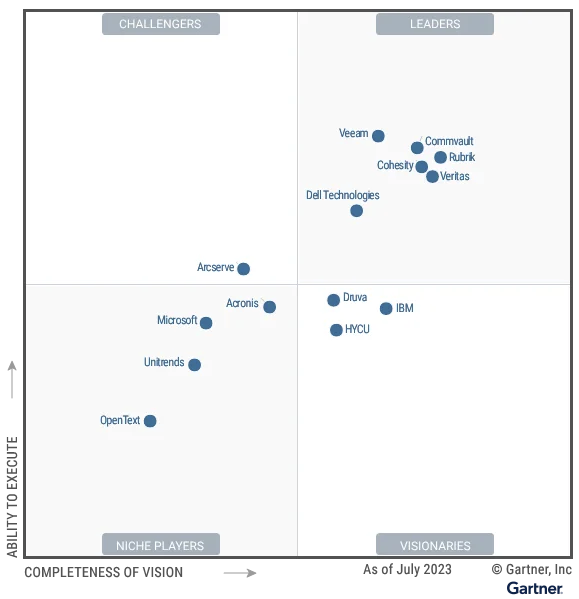 CHALLENGERS
LEADERS
Veeam
Commvault
Rubrik
Cohesity
Veritas
Dell Technologies
Arcserve
Acronis
Druva
IBM
Microsoft
HYCU
Unitrends
OpenText
ABILITY TO EXECUTE
NICHE PLAYERS
VISIONARIES
COMPLETENESS OF VISION
As of July 2023
© Gartner, Inc
Gartner